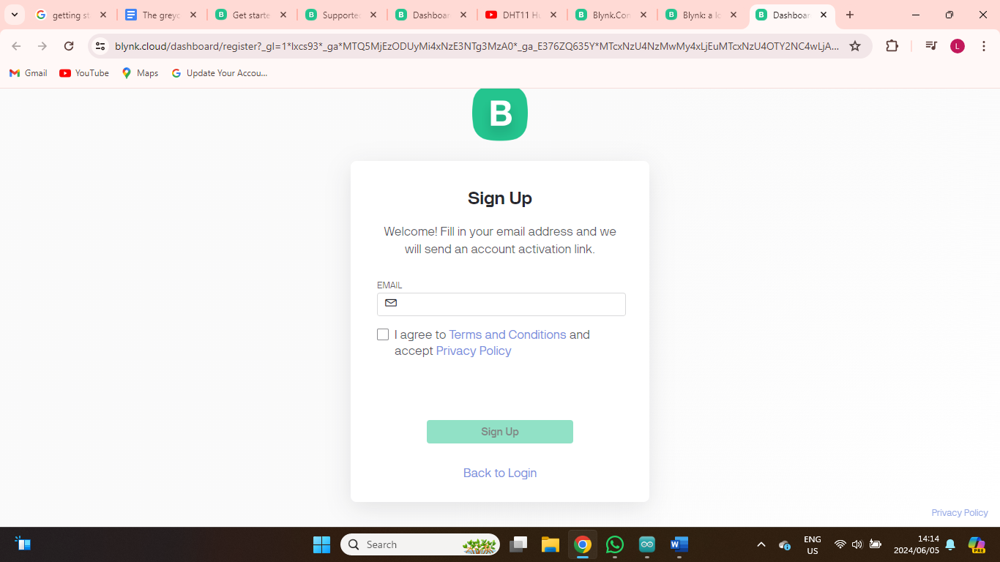 getting st
The greyc
Get starte
Supported
Dashboar
DHT11 Hu
Blynk.Con
Blynk: a lo
Dashboar
blynk.cloud/dashboard/register?_gl=1*lxcs93*_ga*MTQ5MjEzODUyMi4xNzE3NTg3MzA0*_ga_E376ZQ635Y*MTcxNzU4NzMwMy4xLjEuMTcxNzU4OTY2NC4wLjA...
L
Gmail
YouTube
Maps
Update Your Accou...
B
Sign Up
Welcome! Fill in your email address and we
will send an account activation link.
EMAIL
I agree to Terms and Conditions and
accept Privacy Policy
Sign Up
Back to Login
Privacy Policy
Search
ENG
US
14:14
2024/06/05
PRE